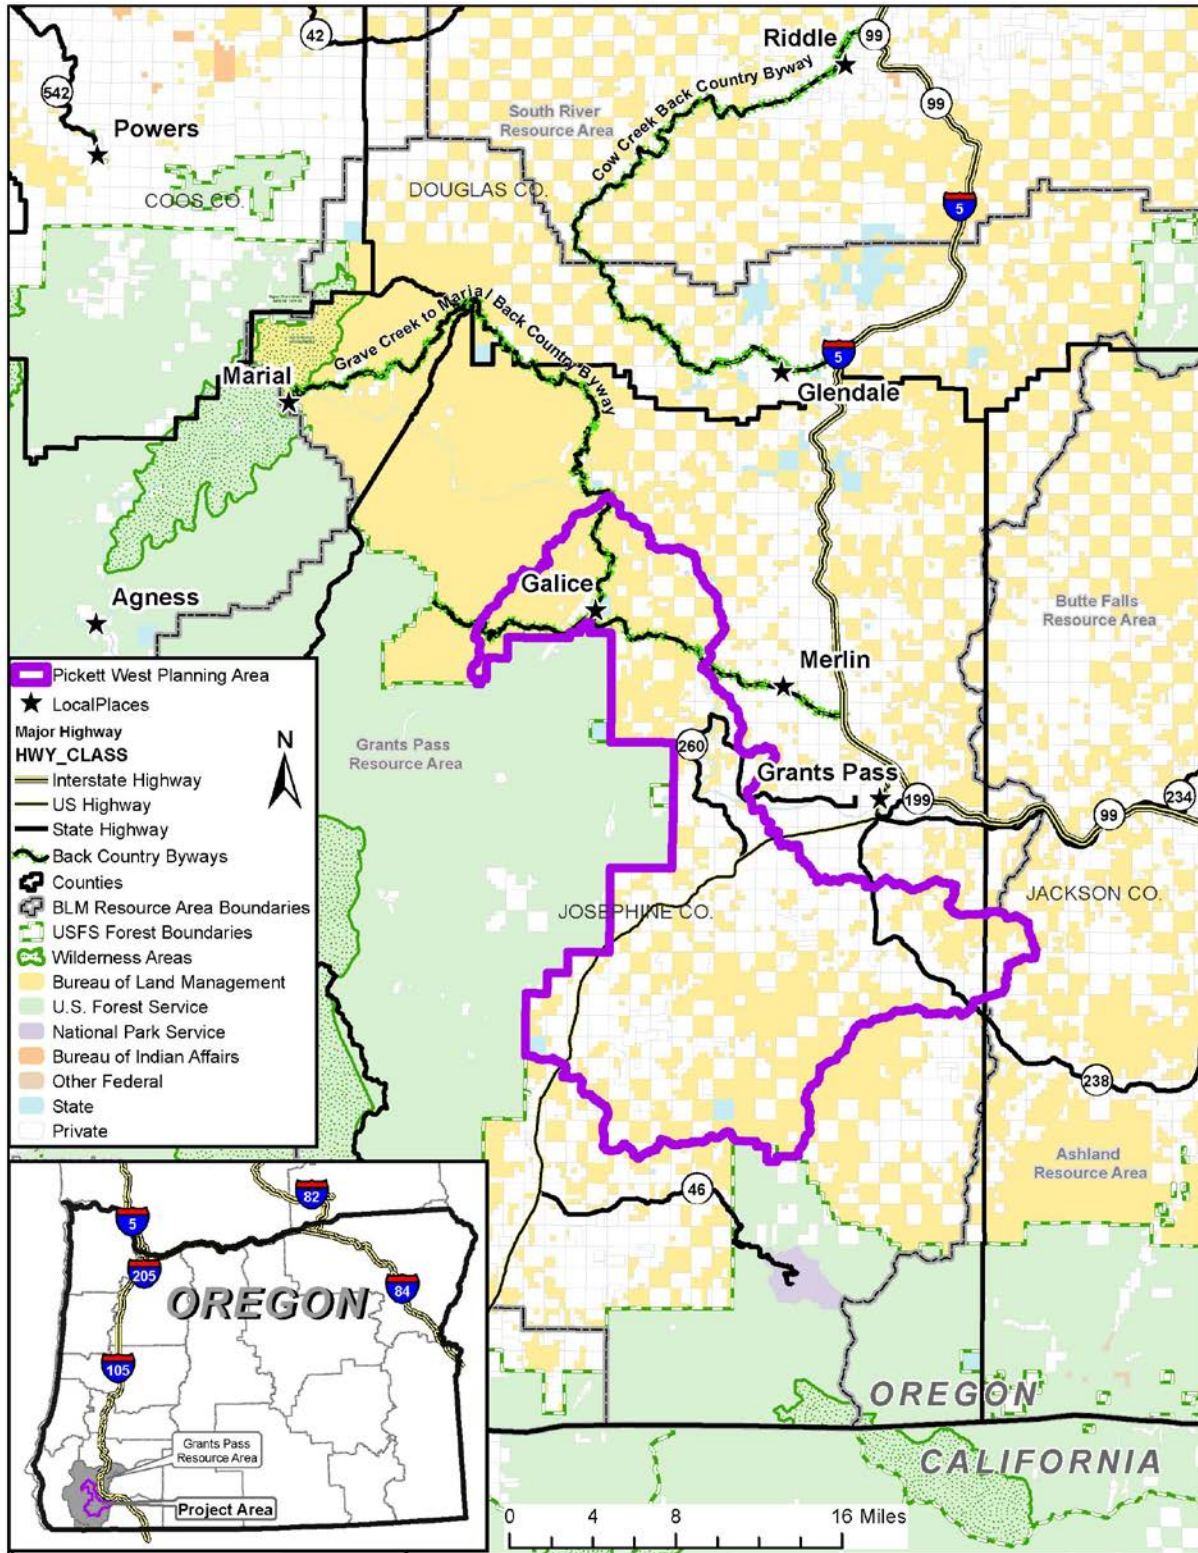 42
99
Riddle
542
Cow Creek Back Country Byway
99
Powers
South River
Resource Area
COOS CO.
DOUGLAS CO.
5
Grave Creek to Marial Back Country Byway
5
Marial
Glendale
Galice
Agness
Butte Falls
Resource Area
Merlin
Pickett West Planning Area
LocalPlaces
Major Highway
HWY_CLASS
Interstate Highway
US Highway
State Highway
Back Country Byways
Counties
BLM Resource Area Boundaries
USFS Forest Boundaries
Wilderness Areas
Bureau of Land Management
U.S. Forest Service
National Park Service
Bureau of Indian Affairs
Other Federal
State
Private
N
Grants Pass
Resource Area
260
Grants Pass
199
99
234
JOSEPHINE CO.
JACKSON CO.
238
Ashland
Resource Area
46
OREGON
CALIFORNIA
5
82
205
84
OREGON
105
Grants Pass
Resource Area
Project Area
0 4 8 16 Miles